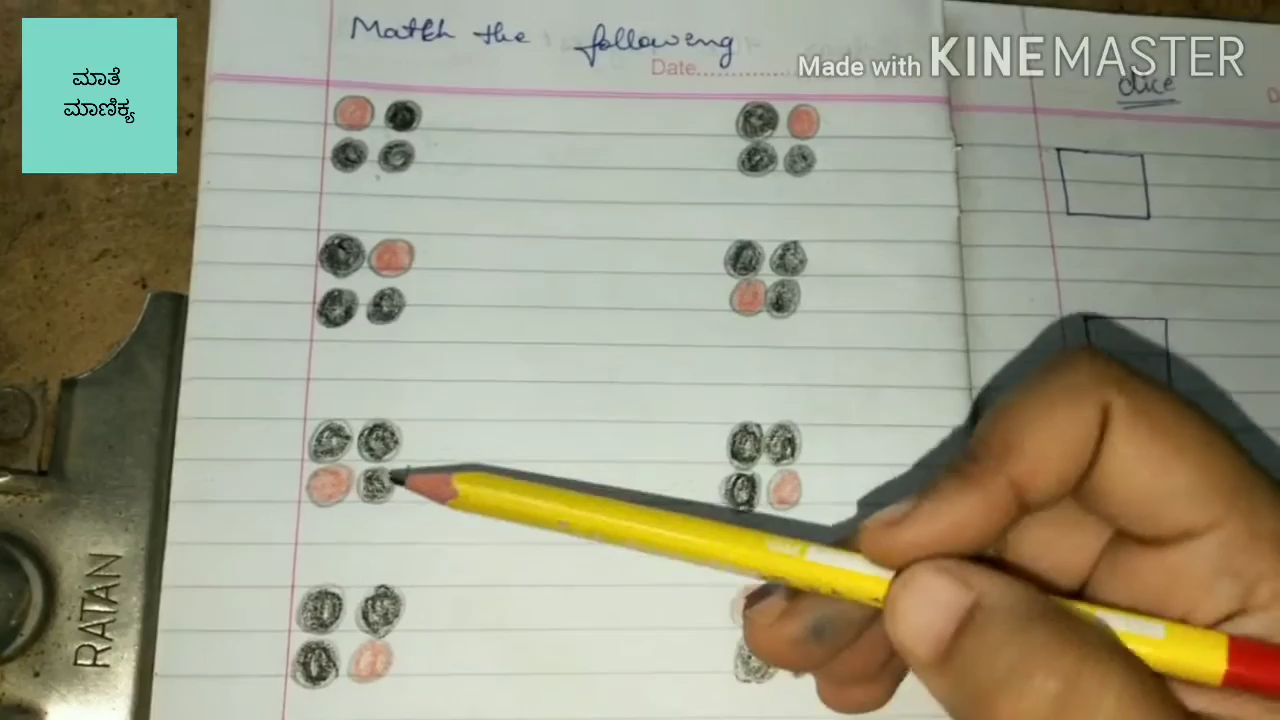 ಮಾತೆ
ಮಾಣಿಕ್ಯ
Match the following
Date
Made with KINEMASTER
dice
D
RATAN